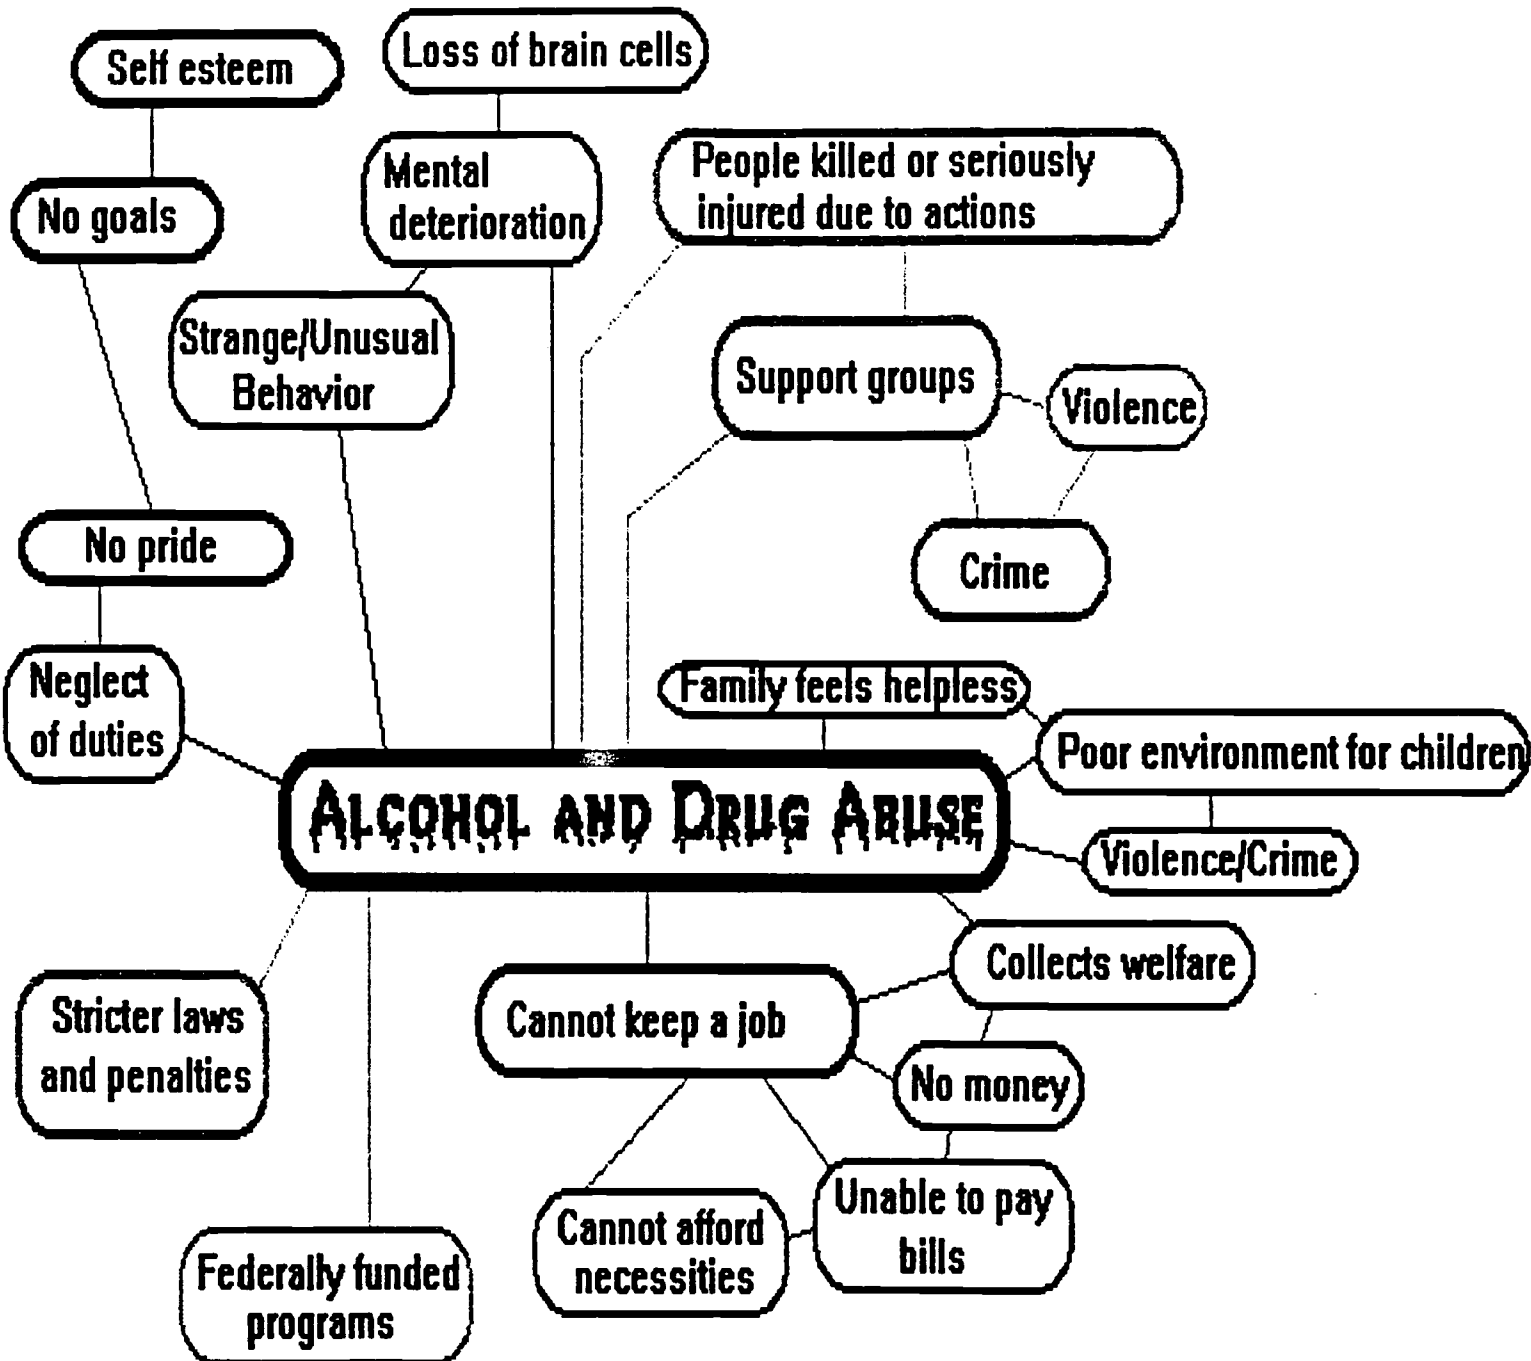 Self esteem
Loss of brain cells
No goals
Mental
deterioration
People killed or seriously
injured due to actions
Strange/Unusual
Behavior
Support groups
Violence
No pride
Crime
Neglect
of duties
Family feels helpless
Poor environment for children
ALCOHOL AND DRUG ABUSE
Violence/Crime
Collects welfare
Stricter laws
and penalties
Cannot keep a job
No money
Cannot afford
necessities
Unable to pay
bills
Federally funded
programs